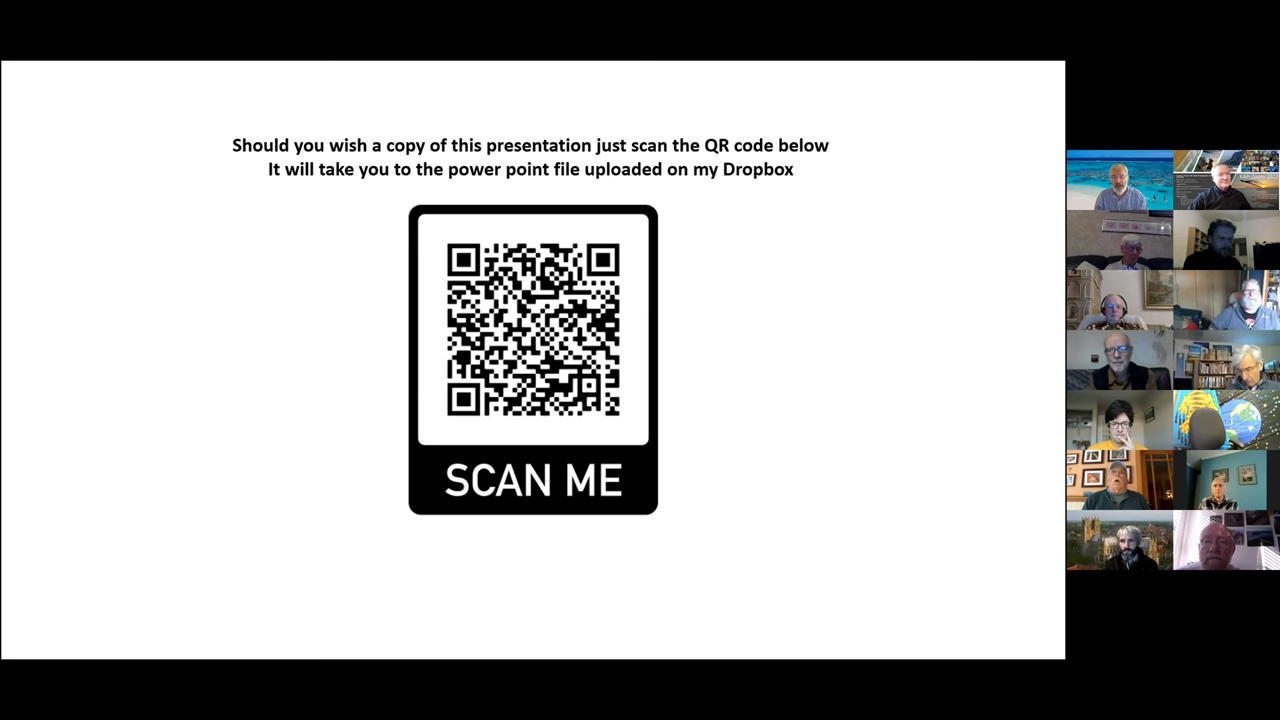 Should you wish a copy of this presentation just scan the QR code below
It will take you to the power point file uploaded on my Dropbox
SCAN ME